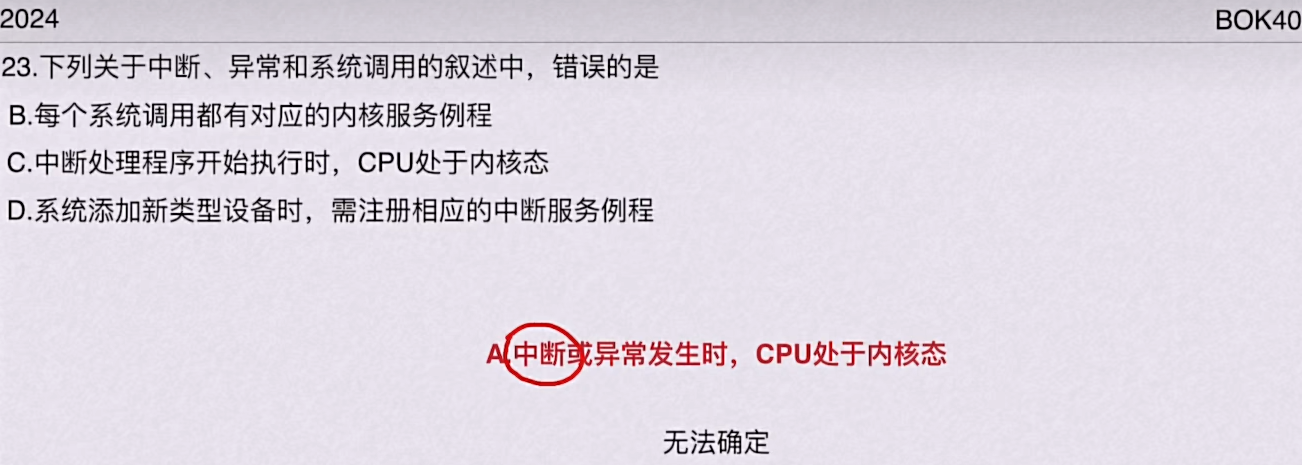 2024
BOK40
23.下列关于中断、异常和系统调用的叙述中，错误的是
B.每个系统调用都有对应的内核服务例程
C.中断处理程序开始执行时，CPU处于内核态
D.系统添加新类型设备时，需注册相应的中断服务例程
A.中断或异常发生时，CPU处于内核态
无法确定